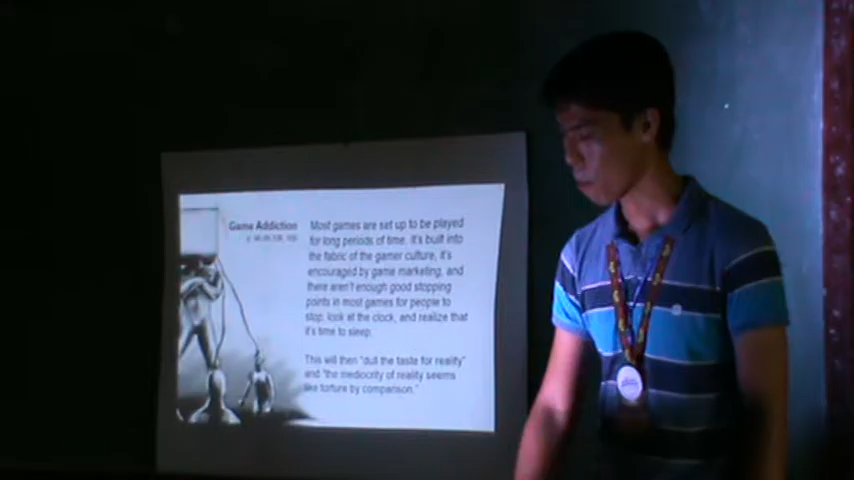 Game Addiction
Most games are set up to be played
for long periods of time. It's built into
the fabric of the gamer culture, it's
encouraged by game marketing, and
there aren't enough good stopping
points in most games for people to
stop, look at the clock, and realize that
it's time to sleep.
This will then "dull the taste for reality"
and "the mediocrity of reality seems
like torture by comparison."